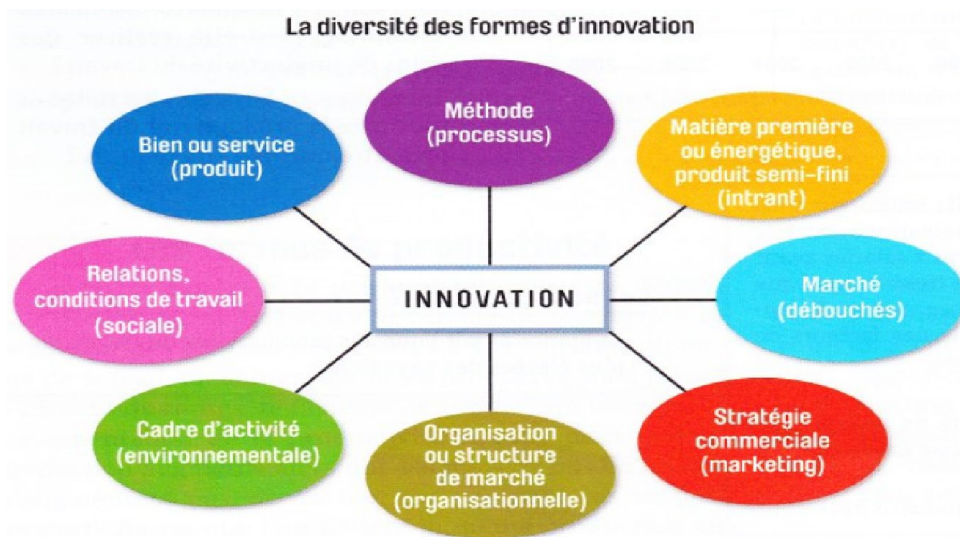 La diversité des formes d'innovation
Méthode
(processus)
Bien ou service
(produit)
Matière première
ou énergétique,
produit semi-fini
(intrant)
Relations,
conditions de travail
(sociale)
INNOVATION
Marché
(débouchés)
Cadre d'activité
(environnementale)
Organisation
ou structure
de marché
(organisationnelle)
Stratégie
commerciale
(marketing)